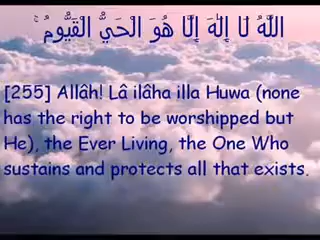 اللَّهُ لَا إِلَٰهَ إِلَّا هُوَ الْحَيُّ الْقَيُّومُ ۚ
[255] Allâh! Lâ ilâha illa Huwa (none
has the right to be worshipped but
He), the Ever Living, the One Who
sustains and protects all that exists.